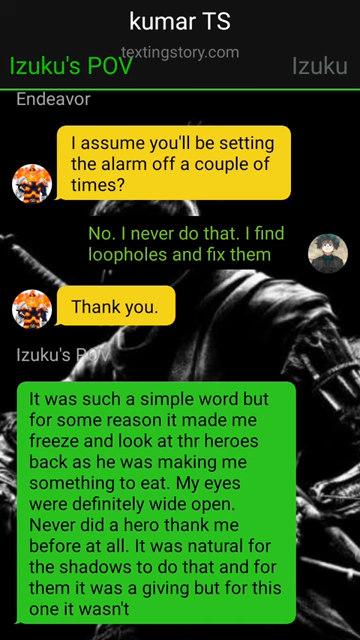 kumar TS
textingstory.com
Izuku's POV
Izuku
Endeavor
I assume you'll be setting
the alarm off a couple of
times?
No. I never do that. I find
loopholes and fix them
Thank you.
Izuku's POV
It was such a simple word but
for some reason it made me
freeze and look at thr heroes
back as he was making me
something to eat. My eyes
were definitely wide open.
Never did a hero thank me
before at all. It was natural for
the shadows to do that and for
them it was a giving but for this
one it wasn't